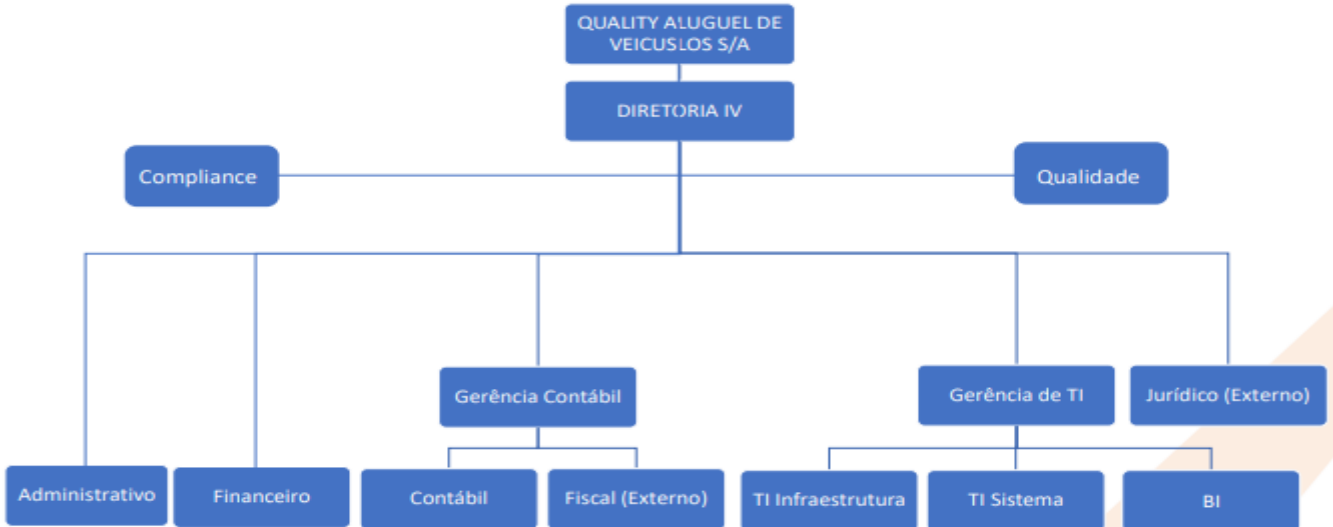 QUALITY ALUGUEL DE
VEICUSLOS S/A
DIRETORIA IV
Compliance
Qualidade
Gerência Contábil
Gerência de TI
Jurídico (Externo)
Administrativo
Financeiro
Contábil
Fiscal (Externo)
TI Infraestrutura
TI Sistema
BI